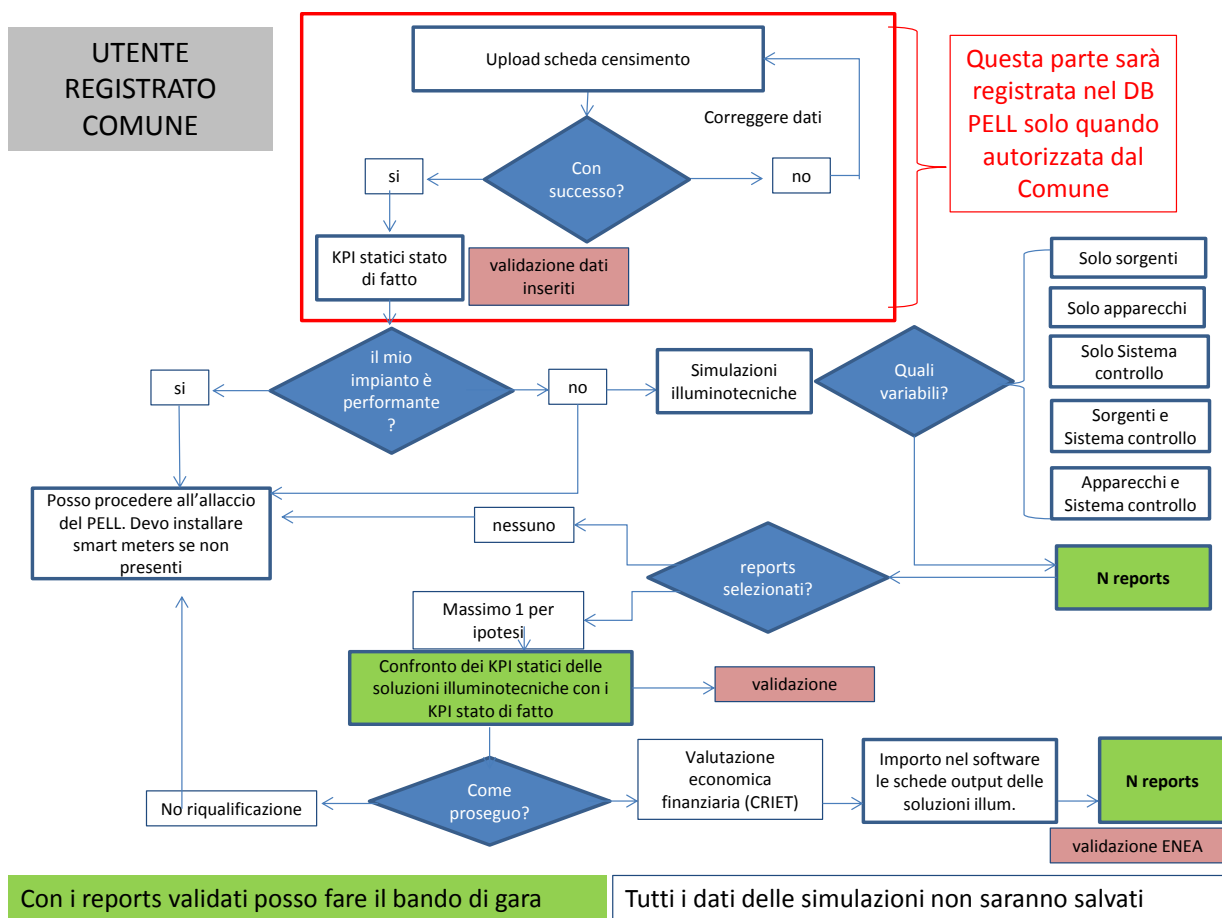 UTENTE
REGISTRATO
COMUNE
Upload scheda censimento
Correggere dati
Con
successo?
si
no
KPI statici stato
di fatto
validazione dati
inseriti
Questa parte sarà
registrata nel DB
PELL solo quando
autorizzata dal
Comune
il mio
impianto è
performante
?
si
no
Simulazioni
illuminotecniche
Quali
variabili?
Solo sorgenti
Solo apparecchi
Solo Sistema
controllo
Sorgenti e
Sistema controllo
Apparecchi e
Sistema controllo
Posso procedere all'allaccio
del PELL. Devo installare
smart meters se non
presenti
nessuno
reports
selezionati?
N reports
Massimo 1 per
ipotesi
Confronto dei KPI statici delle
soluzioni illuminotecniche con i
KPI stato di fatto
validazione
Come
proseguo?
No riqualificazione
Valutazione
economica
finanziaria (CRIET)
Importo nel software
le schede output delle
soluzioni illum.
N reports
validazione ENEA
Con i reports validati posso fare il bando di gara
Tutti i dati delle simulazioni non saranno salvati